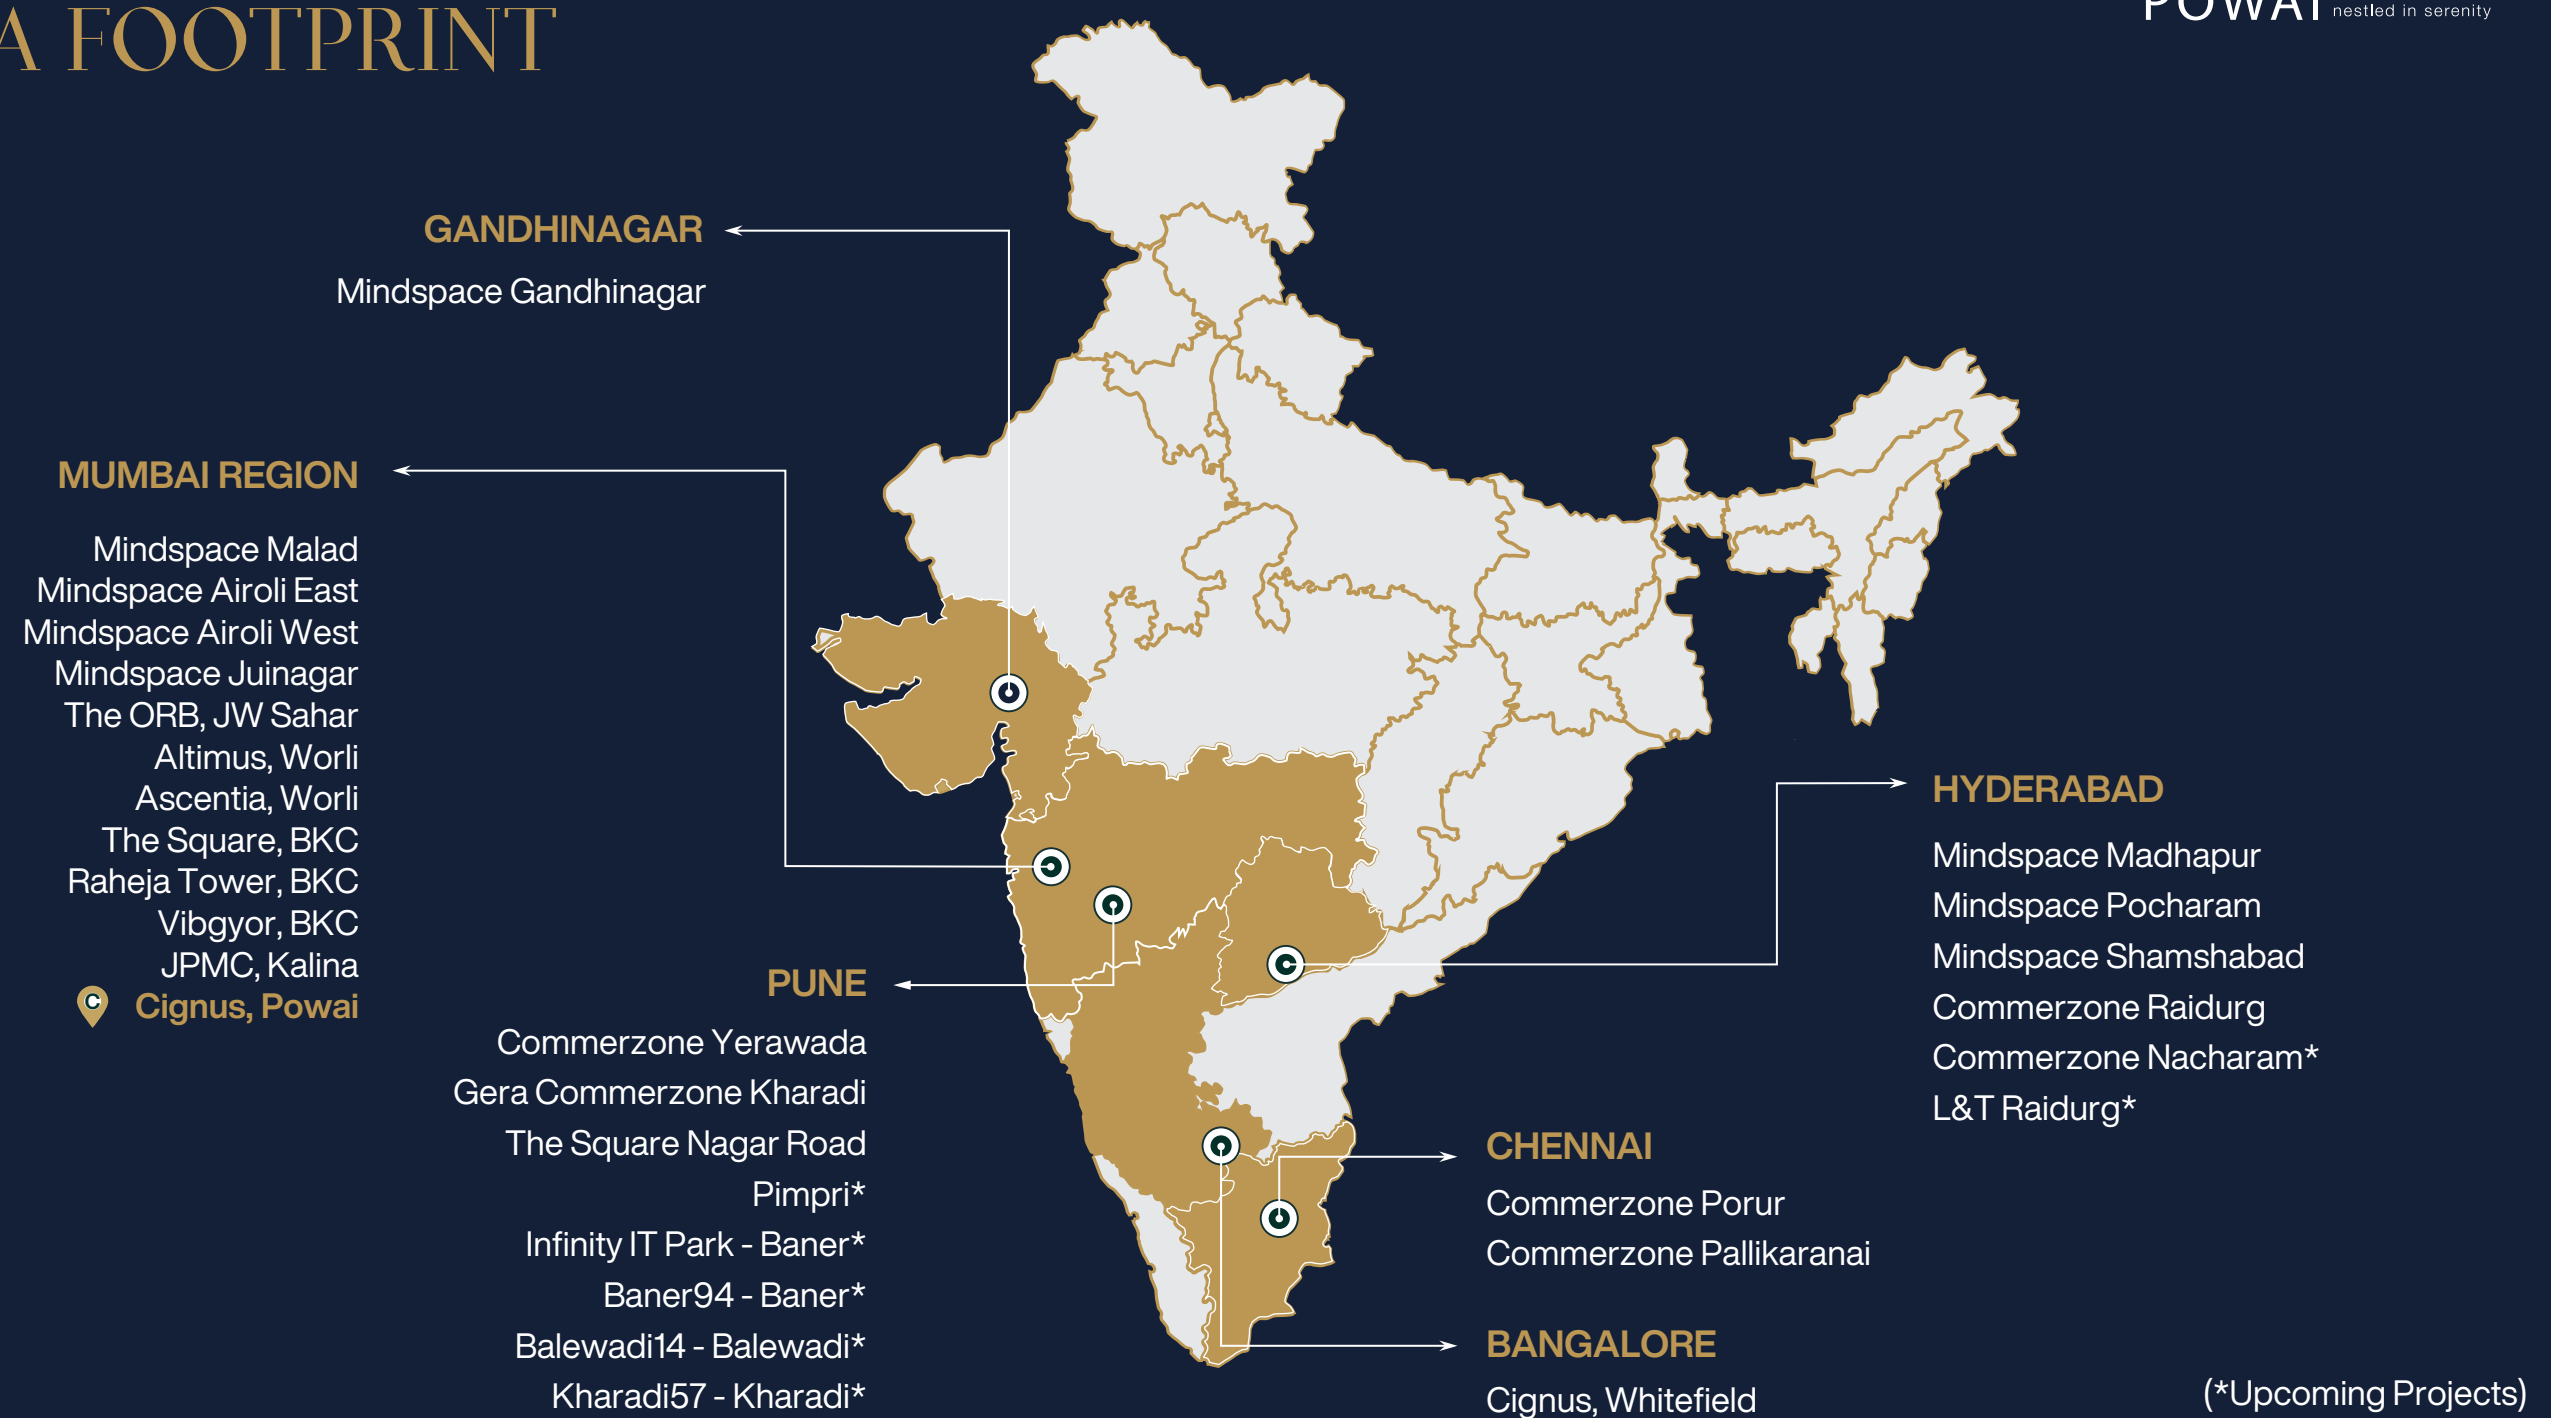 A FOOTPRINT
POWAI nestled in serenity
GANDHINAGAR
Mindspace Gandhinagar
MUMBAI REGION
Mindspace Malad
Mindspace Airoli East
Mindspace Airoli West
Mindspace Juinagar
The ORB, JW Sahar
Altimus, Worli
Ascentia, Worli
The Square, BKC
Raheja Tower, BKC
Vibgyor, BKC
JPMC, Kalina
C Cignus, Powai
PUNE
Commerzone Yerawada
Gera Commerzone Kharadi
The Square Nagar Road
Pimpri*
Infinity IT Park - Baner*
Baner94 - Baner*
Balewadi14 - Balewadi*
Kharadi57 - Kharadi*
HYDERABAD
Mindspace Madhapur
Mindspace Pocharam
Mindspace Shamshabad
Commerzone Raidurg
Commerzone Nacharam*
L&T Raidurg*
CHENNAI
Commerzone Porur
Commerzone Pallikaranai
BANGALORE
Cignus, Whitefield
(*Upcoming Projects)